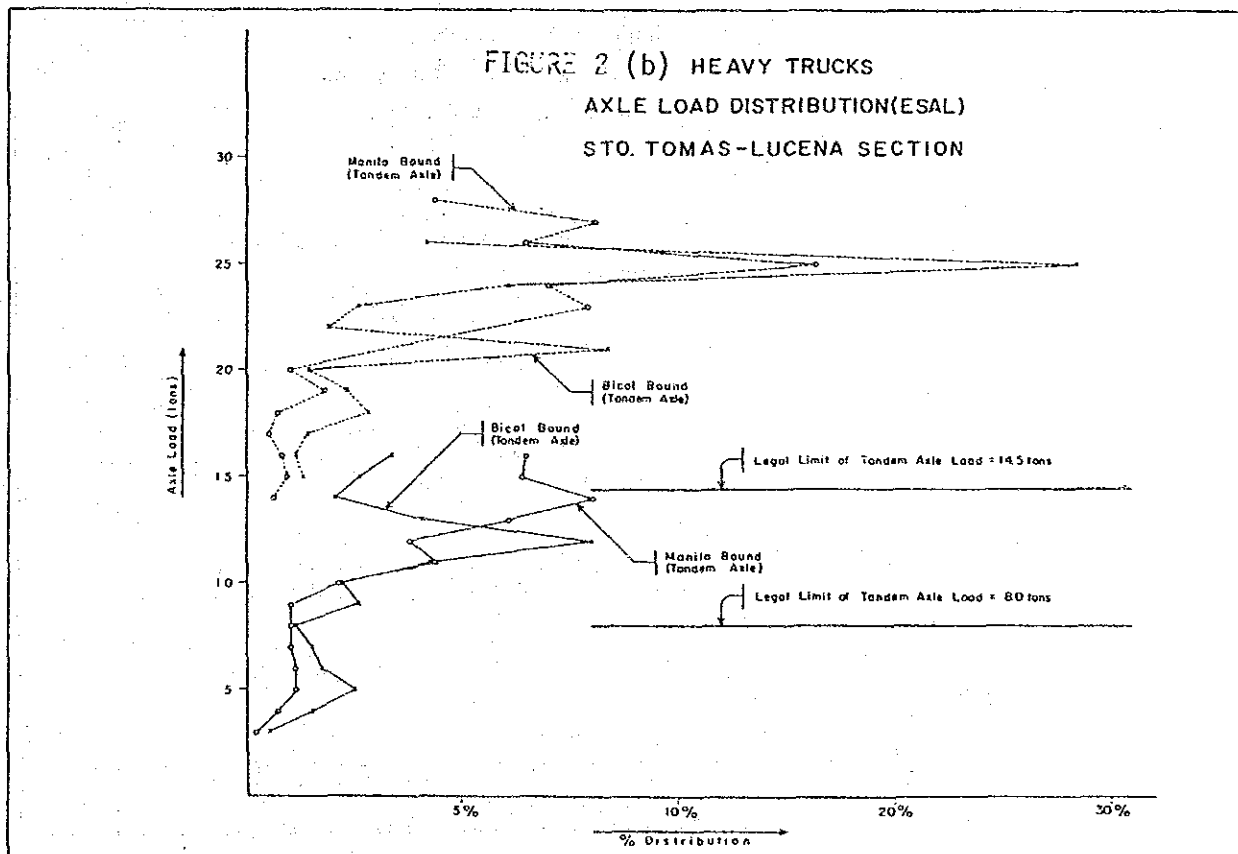 FIGURE 2 (b) HEAVY TRUCKS
AXLE LOAD DISTRIBUTION(ESAL)
STO. TOMAS-LUCENA SECTION
30
Manila Bound
(Tandem Axle)
25
20
Bicol Bound
(Tandem Axle)
Bicol Bound
(Tandem Axle)
Axle Load (tons)
Legal Limit of Tandem Axle Load = 14.5 tons
15
Manila Bound
(Tandem Axle)
10
Legal Limit of Tandem Axle Load = 8.0 tons
5
5% 10% 20% 30%
% Distribution